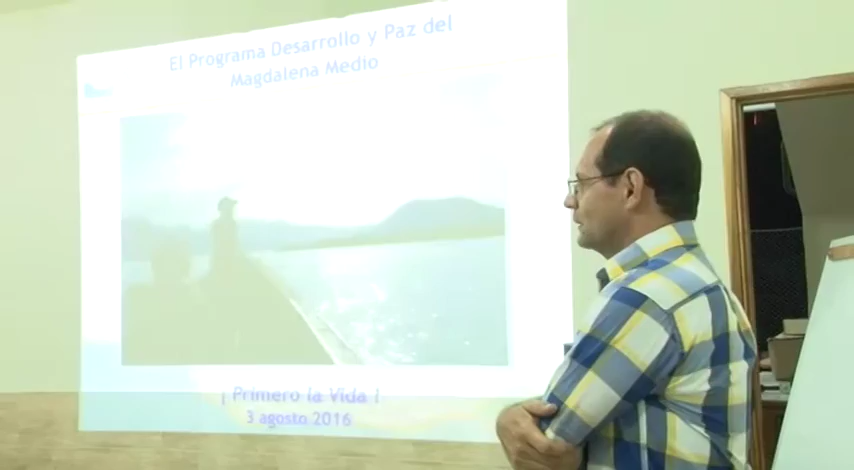 El Programa Desarrollo y Paz del
Magdalena Medio
¡ Primero la Vida !
3 agosto 2016